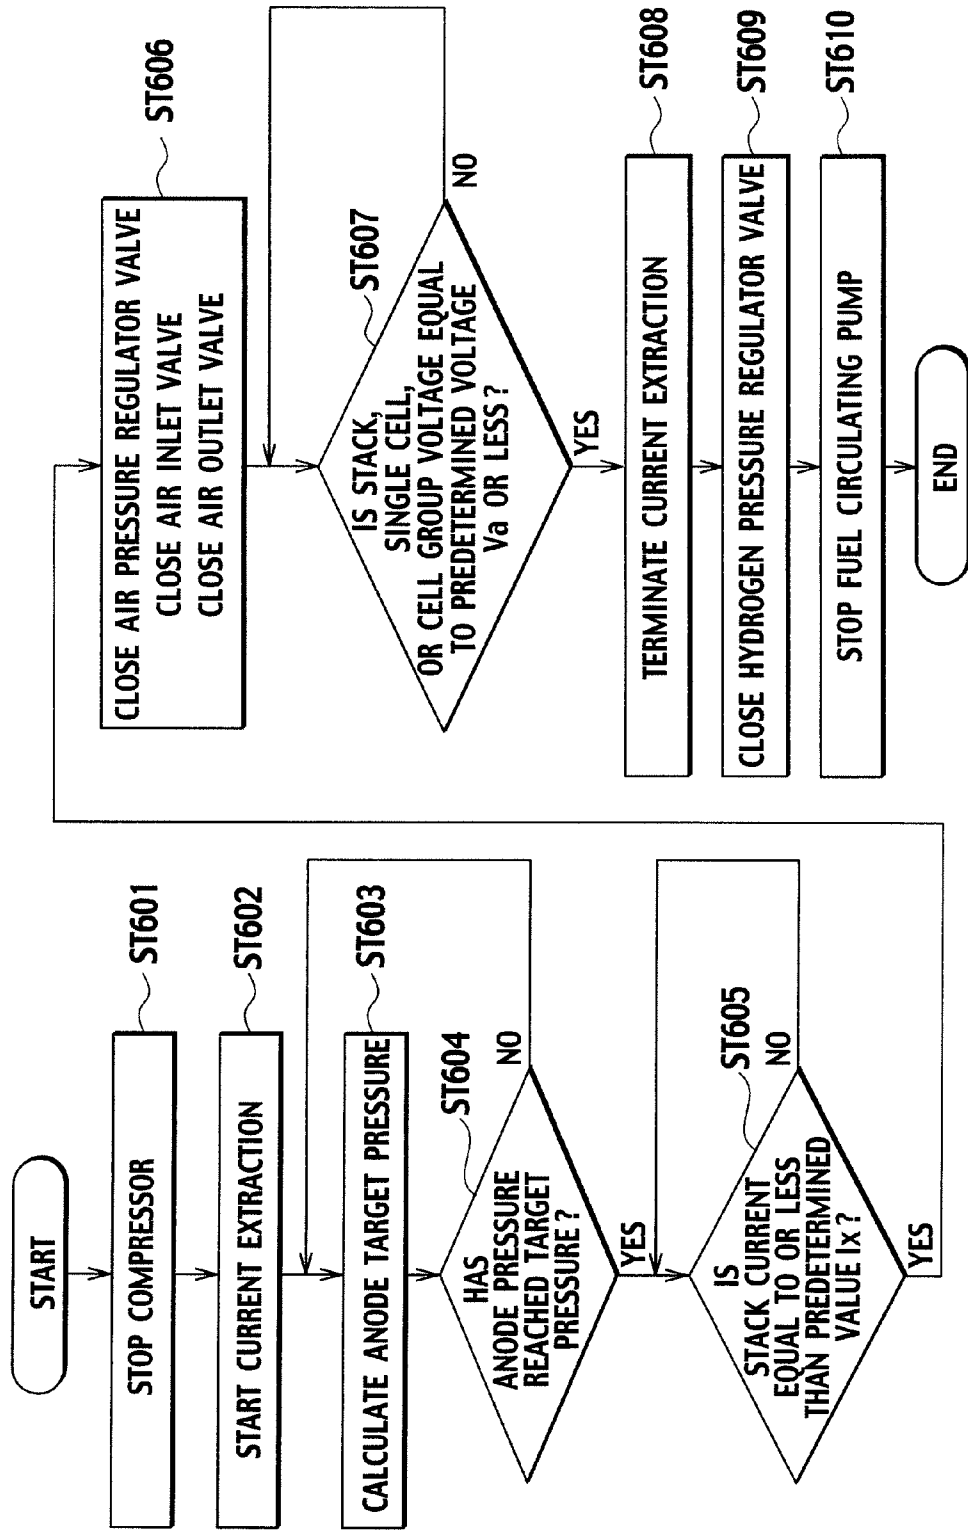 START
STOP COMPRESSOR
ST601
START CURRENT EXTRACTION
ST602
CALCULATE ANODE TARGET PRESSURE
ST603
HAS
ANODE PRESSURE
REACHED TARGET
PRESSURE?
ST604
NO
YES
IS
STACK CURRENT
EQUAL TO OR LESS
THAN PREDETERMINED
VALUE Ix?
ST605
NO
YES
CLOSE AIR PRESSURE REGULATOR VALVE
CLOSE AIR INLET VALVE
CLOSE AIR OUTLET VALVE
ST606
IS STACK,
SINGLE CELL,
OR CELL GROUP VOLTAGE EQUAL
TO PREDETERMINED VOLTAGE
Va OR LESS?
ST607
NO
YES
TERMINATE CURRENT EXTRACTION
ST608
CLOSE HYDROGEN PRESSURE REGULATOR VALVE
ST609
STOP FUEL CIRCULATING PUMP
ST610
END